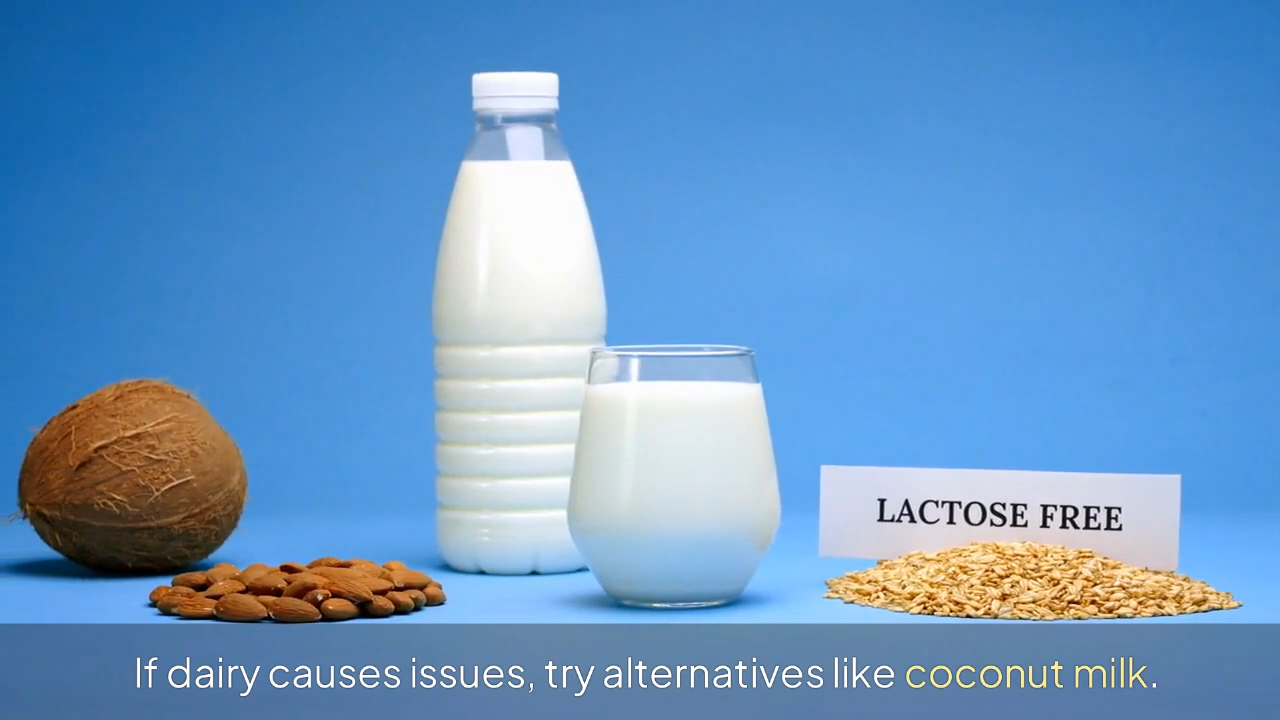 LACTOSE FREE
If dairy causes issues, try alternatives like coconut milk.